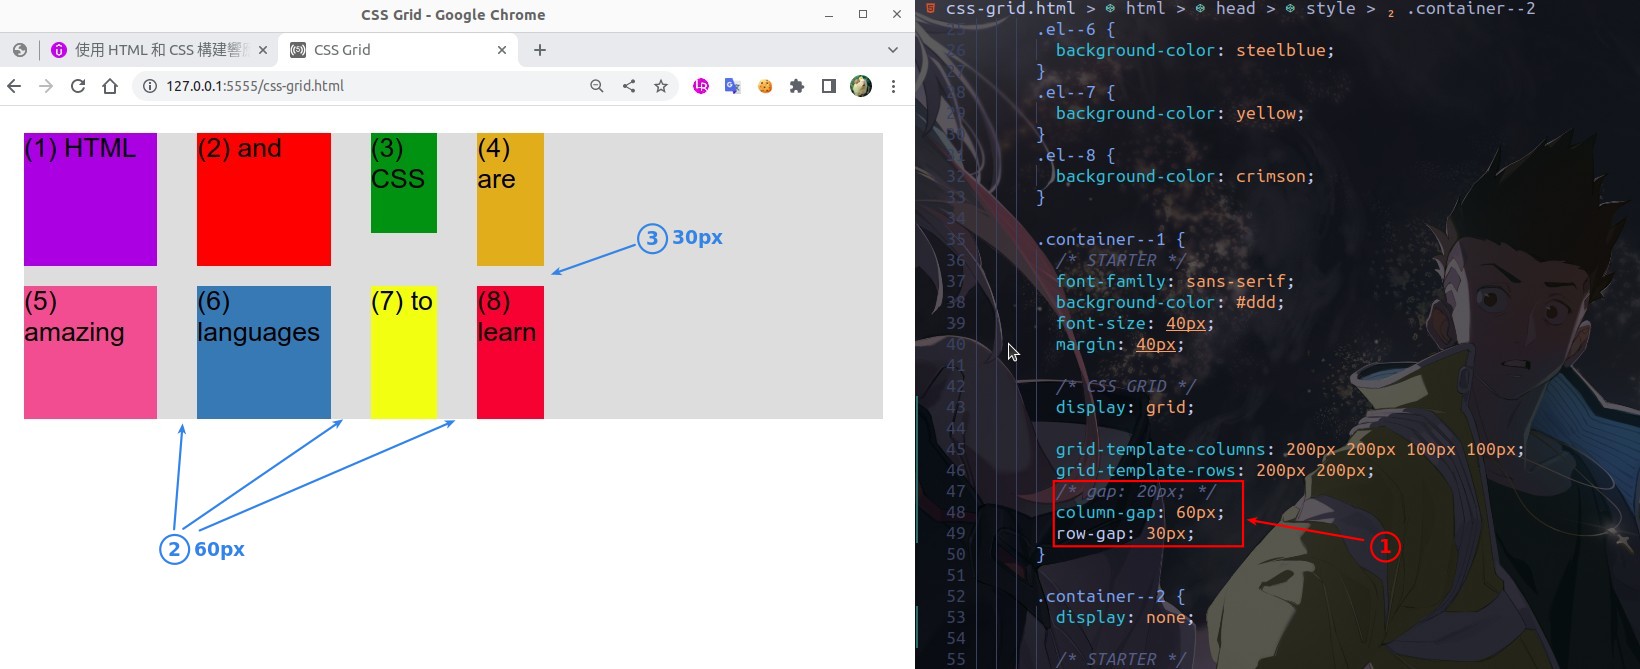 CSS Grid - Google Chrome
使用 HTML 和 CSS 構建響
CSS Grid
127.0.0.1:5555/css-grid.html
(1) HTML
(2) and
(3)
CSS
(4)
are
3 30px
(5)
amazing
(6)
languages
(7) to
(8)
learn
2 60px
css-grid.html > html > head > style > .container--2
25 .el--6 {
26 background-color: steelblue;
27 }
28 .el--7 {
29 background-color: yellow;
30 }
31 .el--8 {
32 background-color: crimson;
33 }
34
35 .container--1 {
36 /* STARTER */
37 font-family: sans-serif;
38 background-color: #ddd;
39 font-size: 40px;
40 margin: 40px;
41
42 /* CSS GRID */
43 display: grid;
44
45 grid-template-columns: 200px 200px 100px 100px;
46 grid-template-rows: 200px 200px;
47 /* gap: 20px; */
48 column-gap: 60px;
49 row-gap: 30px;
1
50 }
51
52 .container--2 {
53 display: none;
54
55 /* STARTER */